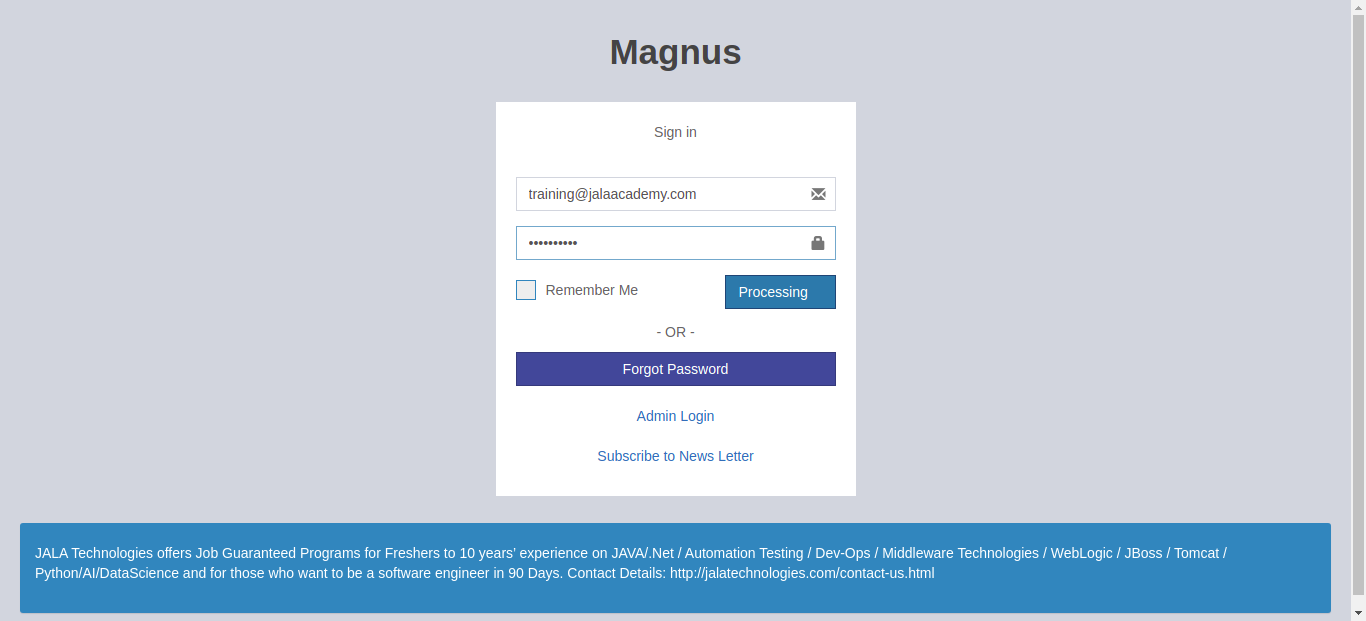 Magnus
Sign in
training@jalaacademy.com
••••••••••
Remember Me
Processing
- OR -
Forgot Password
Admin Login
Subscribe to News Letter
JALA Technologies offers Job Guaranteed Programs for Freshers to 10 years’ experience on JAVA/.Net / Automation Testing / Dev-Ops / Middleware Technologies / WebLogic / JBoss / Tomcat /
Python/AI/DataScience and for those who want to be a software engineer in 90 Days. Contact Details: http://jalatechnologies.com/contact-us.html